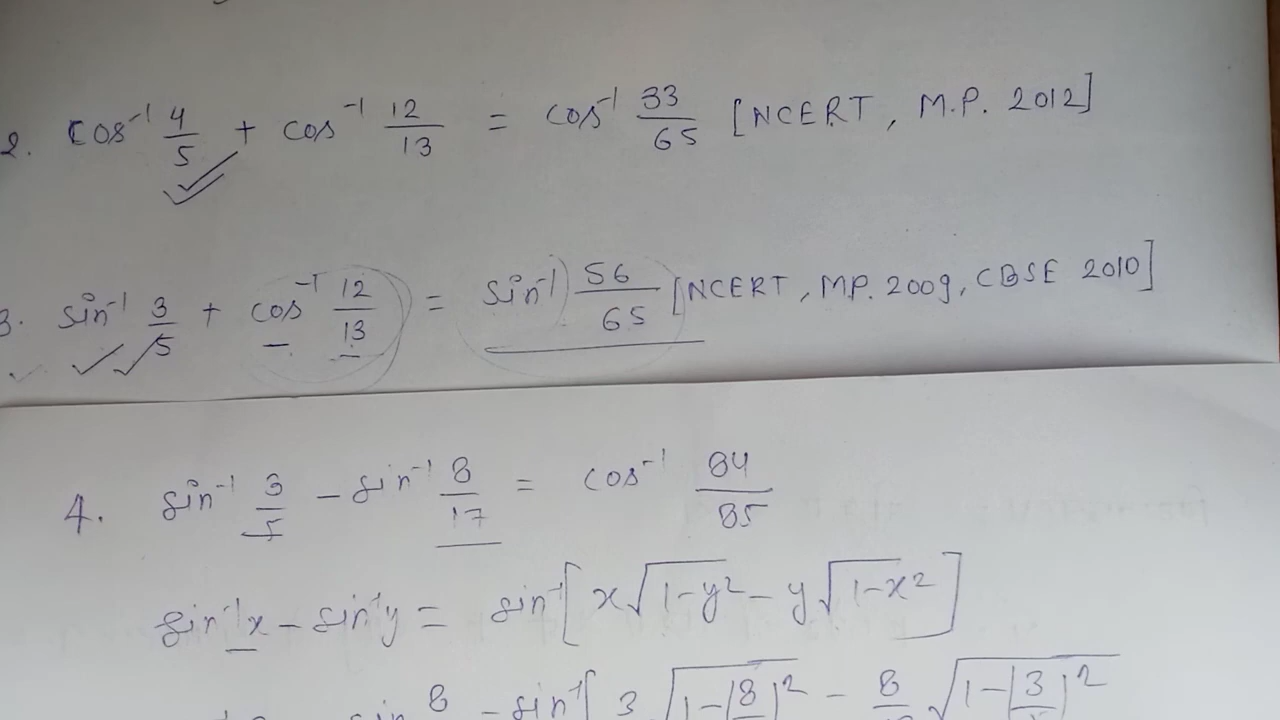 2. cos⁻¹ 4/5 + cos⁻¹ 12/13 = cos⁻¹ 33/65 [NCERT, M.P. 2012]
3. sin⁻¹ 3/5 + cos⁻¹ 12/13 = sin⁻¹ 56/65 [NCERT, M.P. 2009, CBSE 2010]
4. sin⁻¹ 3/5 - sin⁻¹ 8/17 = cos⁻¹ 84/85
sin⁻¹x - sin⁻¹y = sin⁻¹[x√1-y² - y√1-x²]